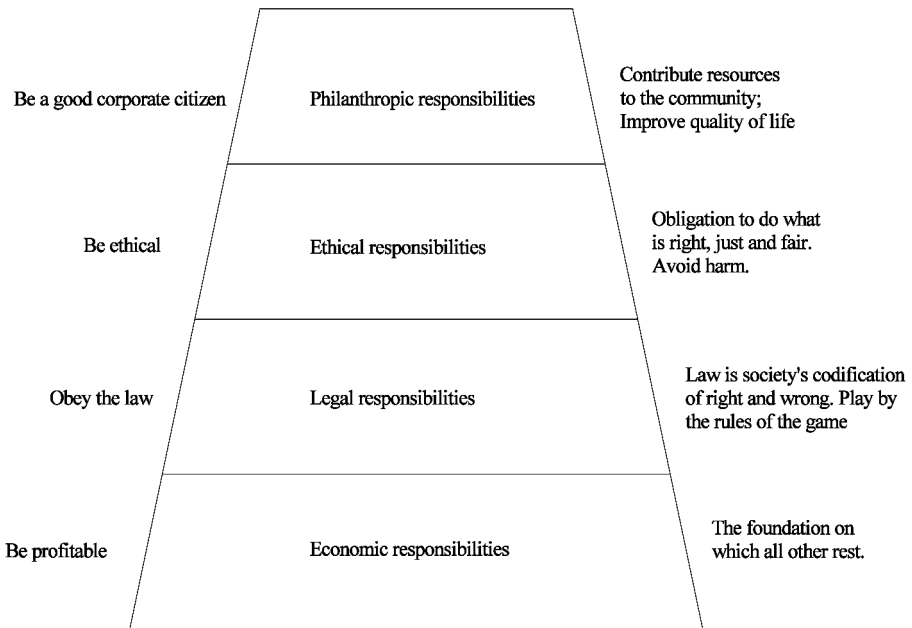 Be a good corporate citizen
Philanthropic responsibilities
Contribute resources
to the community;
Improve quality of life
Be ethical
Ethical responsibilities
Obligation to do what
is right, just and fair.
Avoid harm.
Obey the law
Legal responsibilities
Law is society's codification
of right and wrong. Play by
the rules of the game
Be profitable
Economic responsibilities
The foundation on
which all other rest.